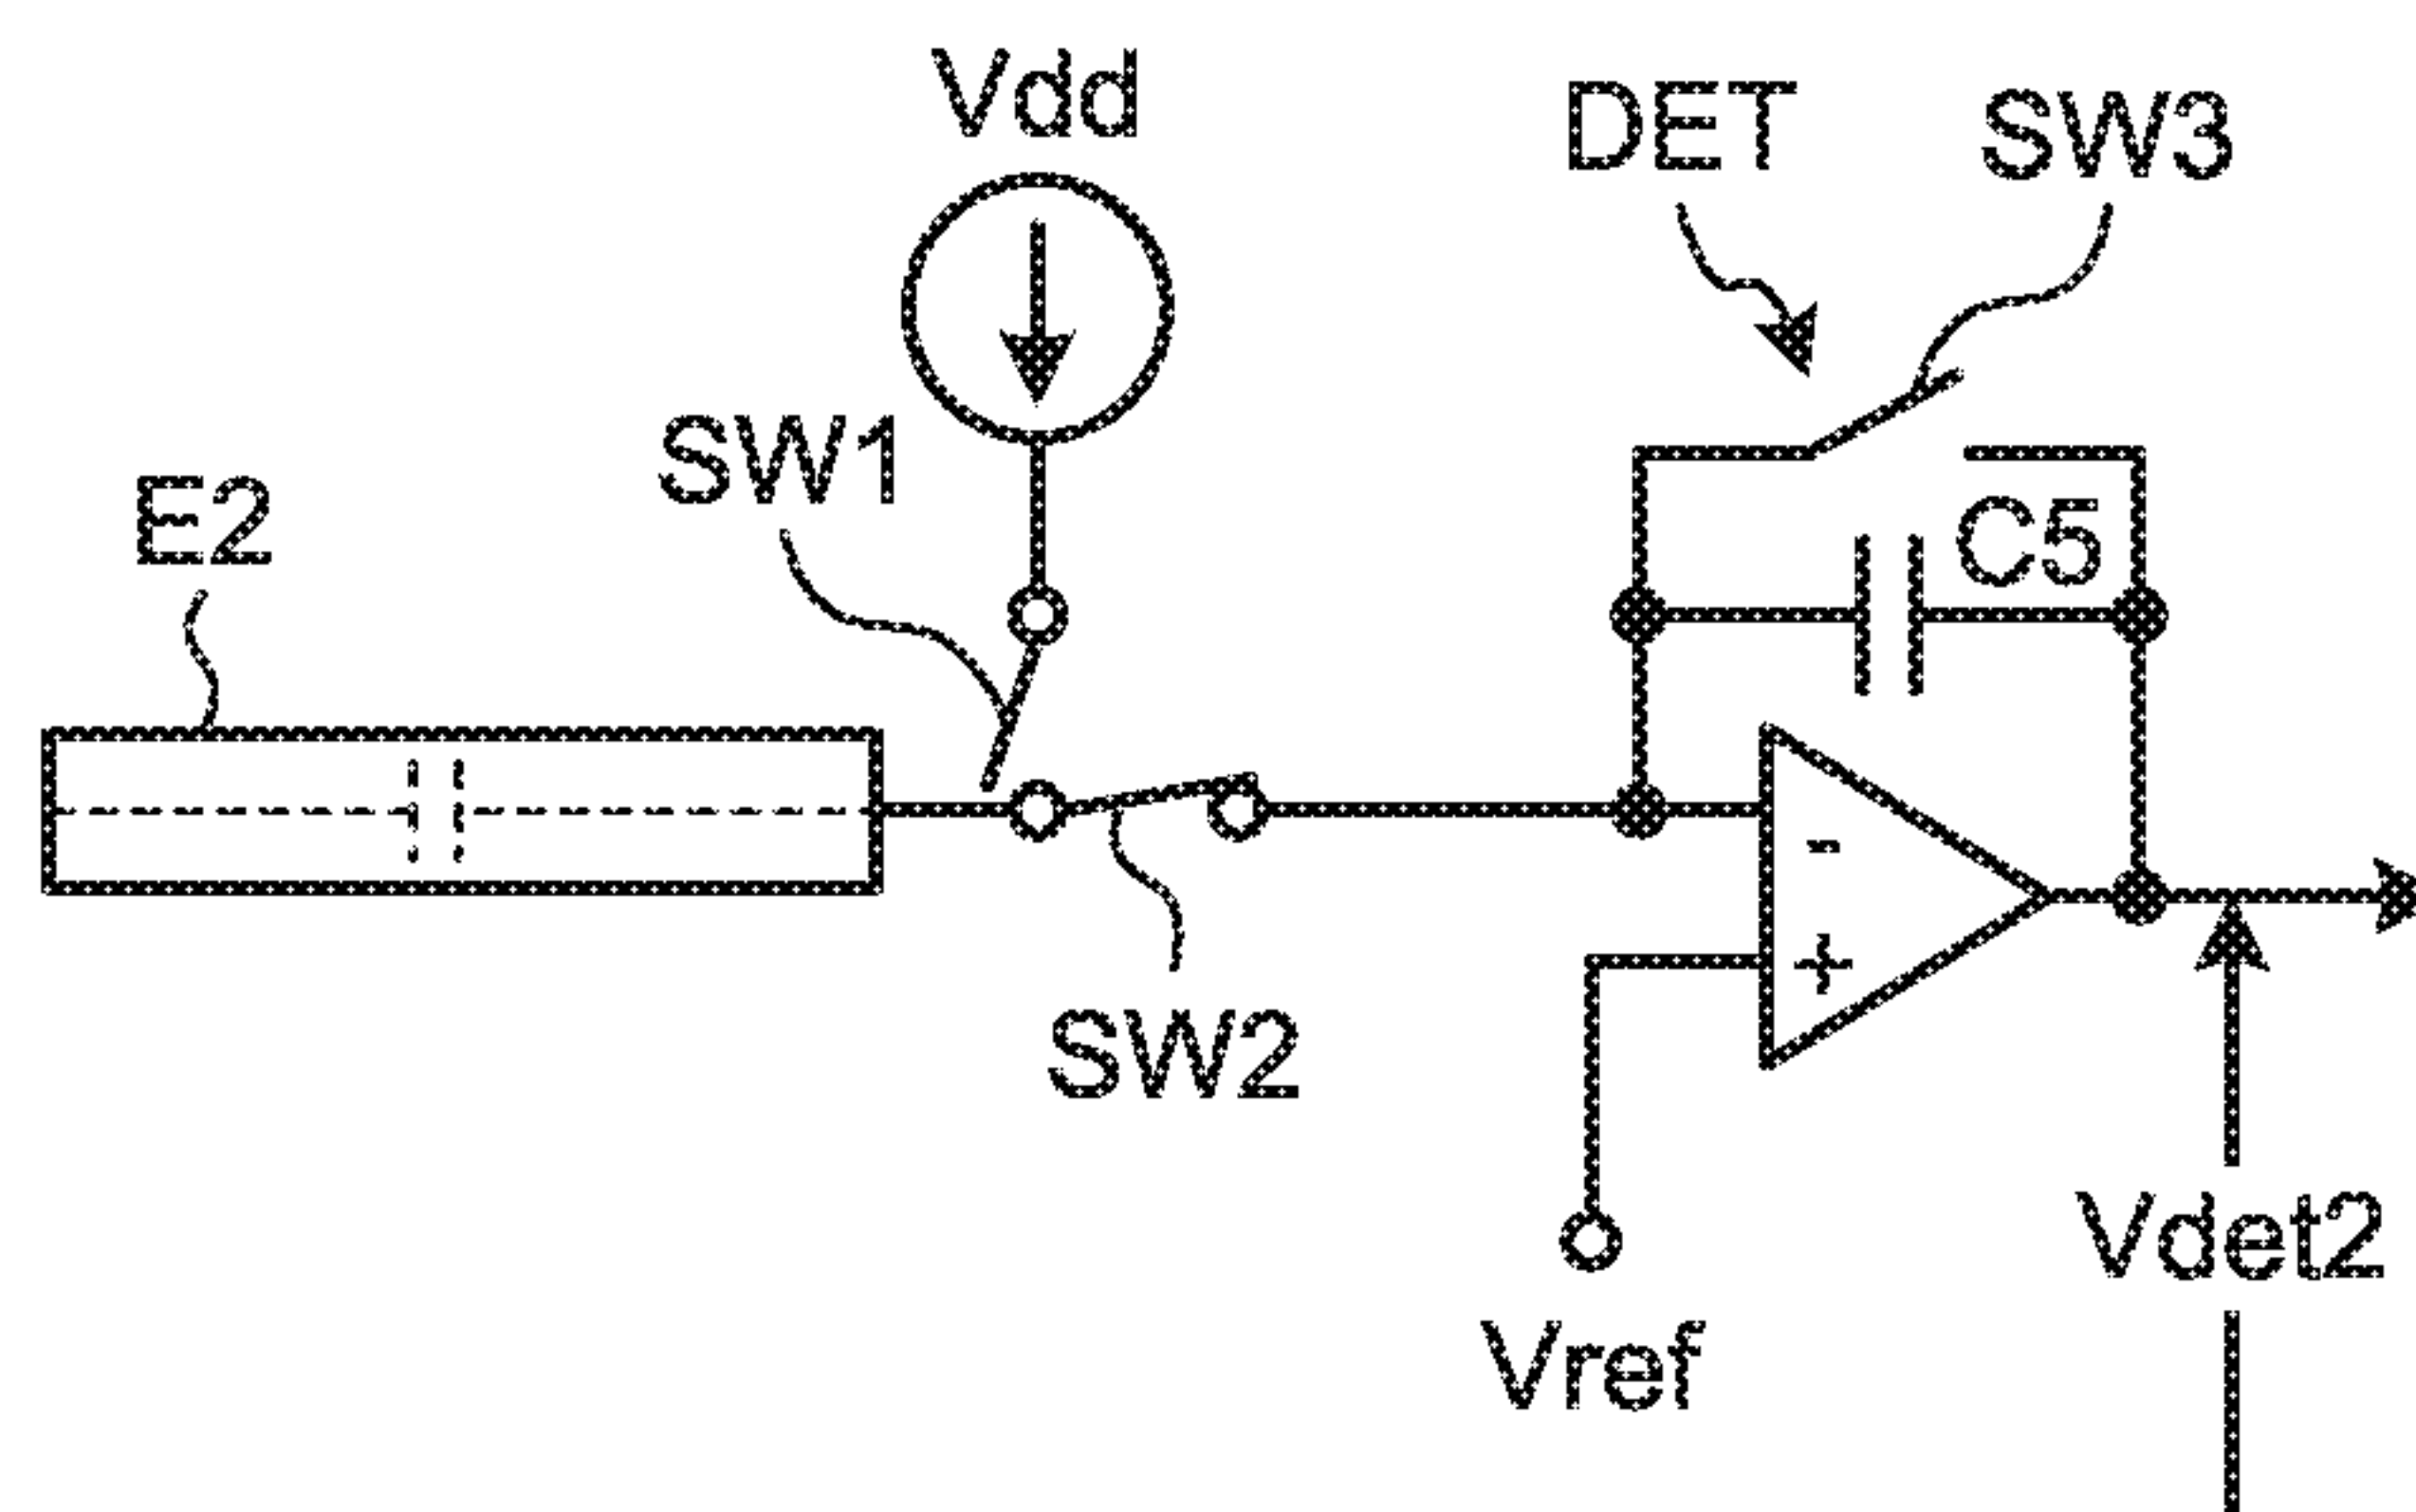 Vdd
DET
SW3
SW1
E2
C5
-
+
SW2
Vdet2
Vref